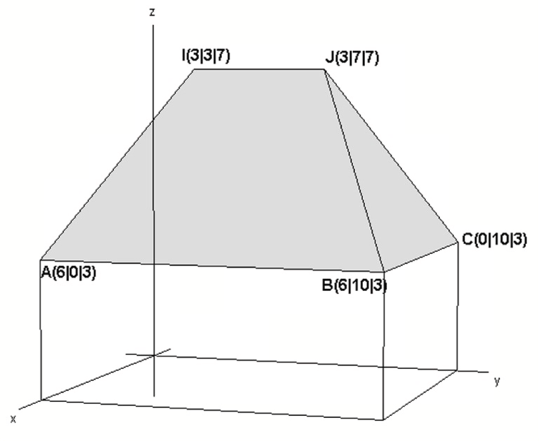 z
I(3|3|7)
J(3|7|7)
C(0|10|3)
A(6|0|3)
B(6|10|3)
y
x